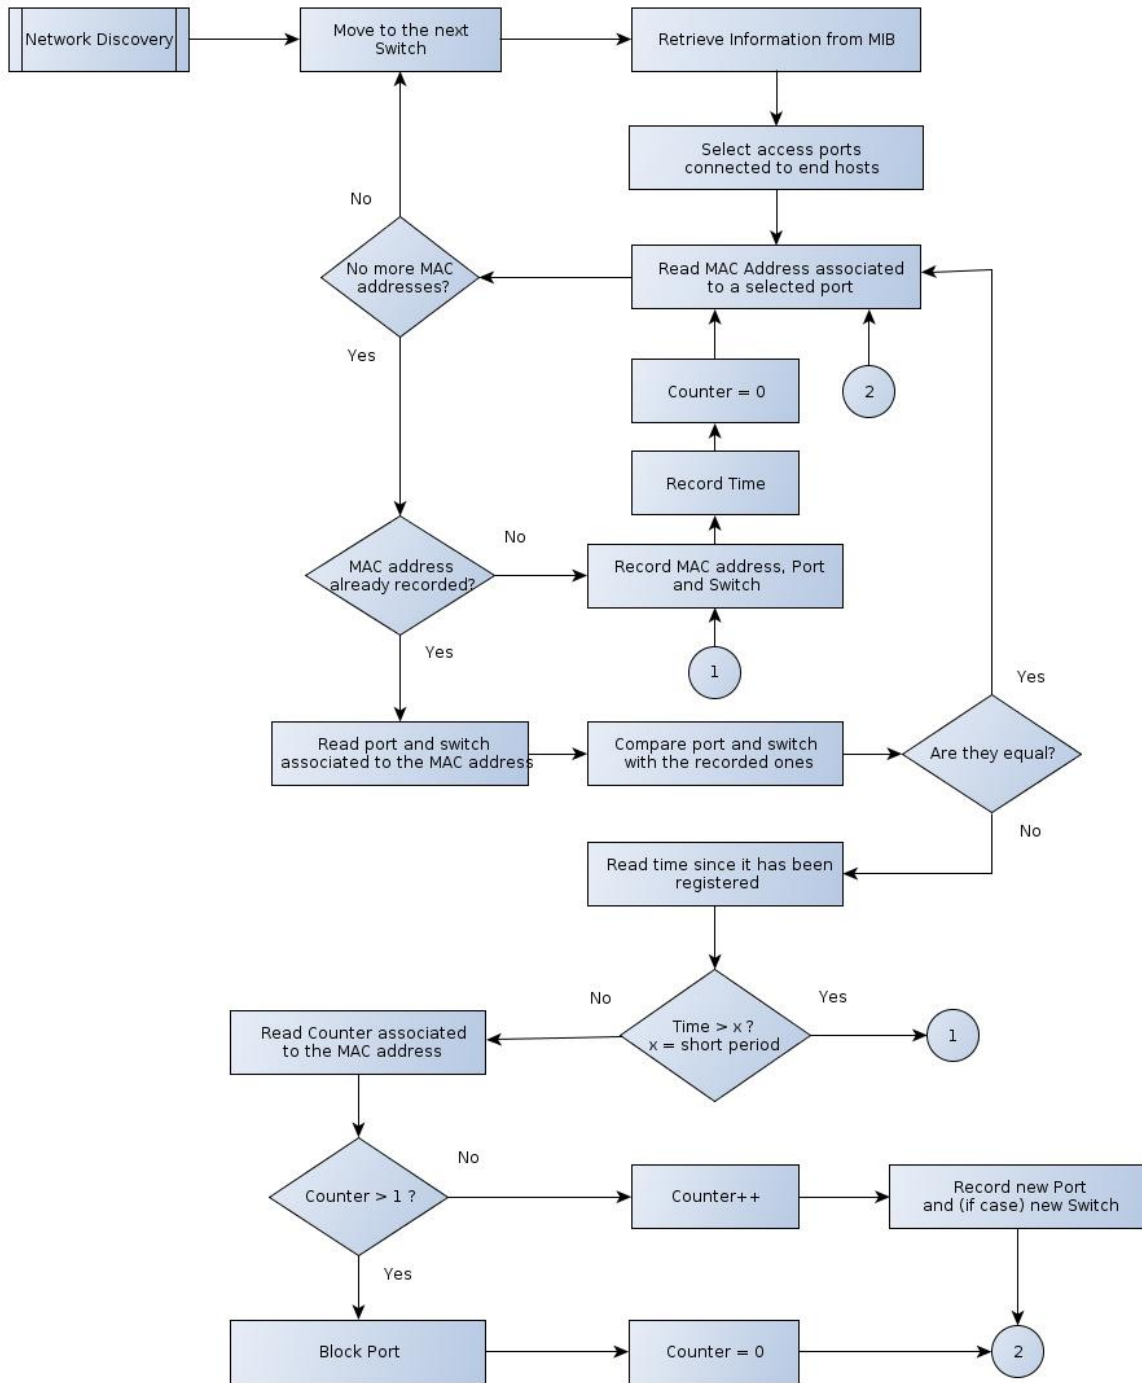 Network Discovery
Move to the next
Switch
Retrieve Information from MIB
Select access ports
connected to end hosts
No
No more MAC
addresses?
Read MAC Address associated
to a selected port
Yes
Counter = 0
2
Record Time
No
MAC address
already recorded?
Record MAC address, Port
and Switch
Yes
1
Yes
Read port and switch
associated to the MAC address
Compare port and switch
with the recorded ones
Are they equal?
No
Read time since it has been
registered
No
Yes
Time > x ?
x = short period
1
Read Counter associated
to the MAC address
No
Counter > 1 ?
Counter++
Record new Port
and (if case) new Switch
Yes
Block Port
Counter = 0
2